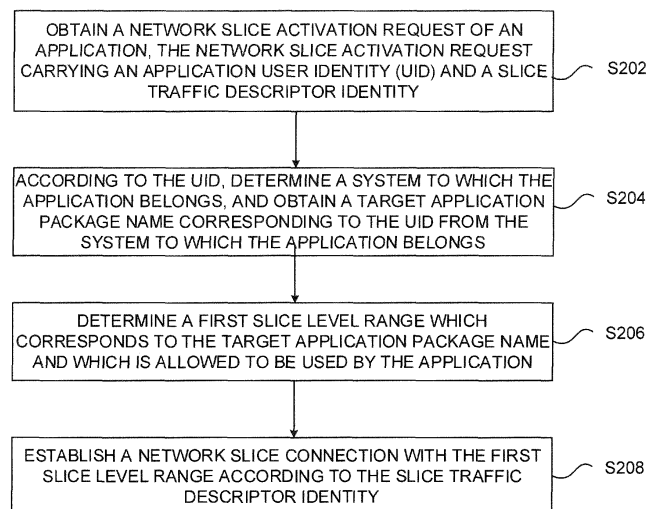 OBTAIN A NETWORK SLICE ACTIVATION REQUEST OF AN
APPLICATION, THE NETWORK SLICE ACTIVATION REQUEST
CARRYING AN APPLICATION USER IDENTITY (UID) AND A SLICE
TRAFFIC DESCRIPTOR IDENTITY
S202
ACCORDING TO THE UID, DETERMINE A SYSTEM TO WHICH THE
APPLICATION BELONGS, AND OBTAIN A TARGET APPLICATION
PACKAGE NAME CORRESPONDING TO THE UID FROM THE
SYSTEM TO WHICH THE APPLICATION BELONGS
S204
DETERMINE A FIRST SLICE LEVEL RANGE WHICH
CORRESPONDS TO THE TARGET APPLICATION PACKAGE NAME
AND WHICH IS ALLOWED TO BE USED BY THE APPLICATION
S206
ESTABLISH A NETWORK SLICE CONNECTION WITH THE FIRST
SLICE LEVEL RANGE ACCORDING TO THE SLICE TRAFFIC
DESCRIPTOR IDENTITY
S208